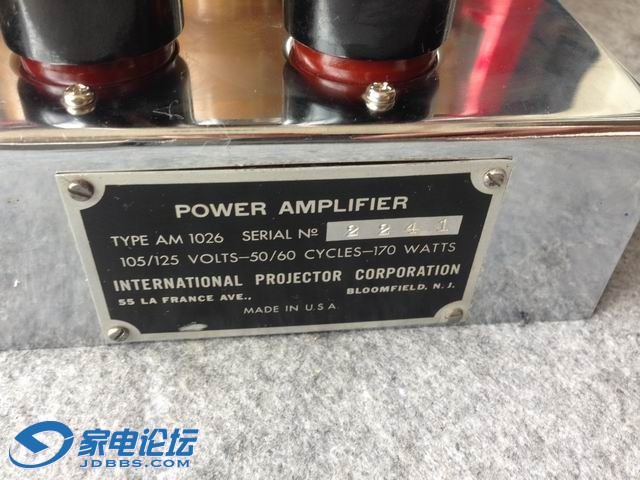 POWER AMPLIFIER
TYPE AM 1026 SERIAL Nº 2241
105/125 VOLTS—50/60 CYCLES—170 WATTS
INTERNATIONAL PROJECTOR CORPORATION
55 LA FRANCE AVE., BLOOMFIELD, N. J.
MADE IN U.S.A.
家电论坛
JDBBS.COM